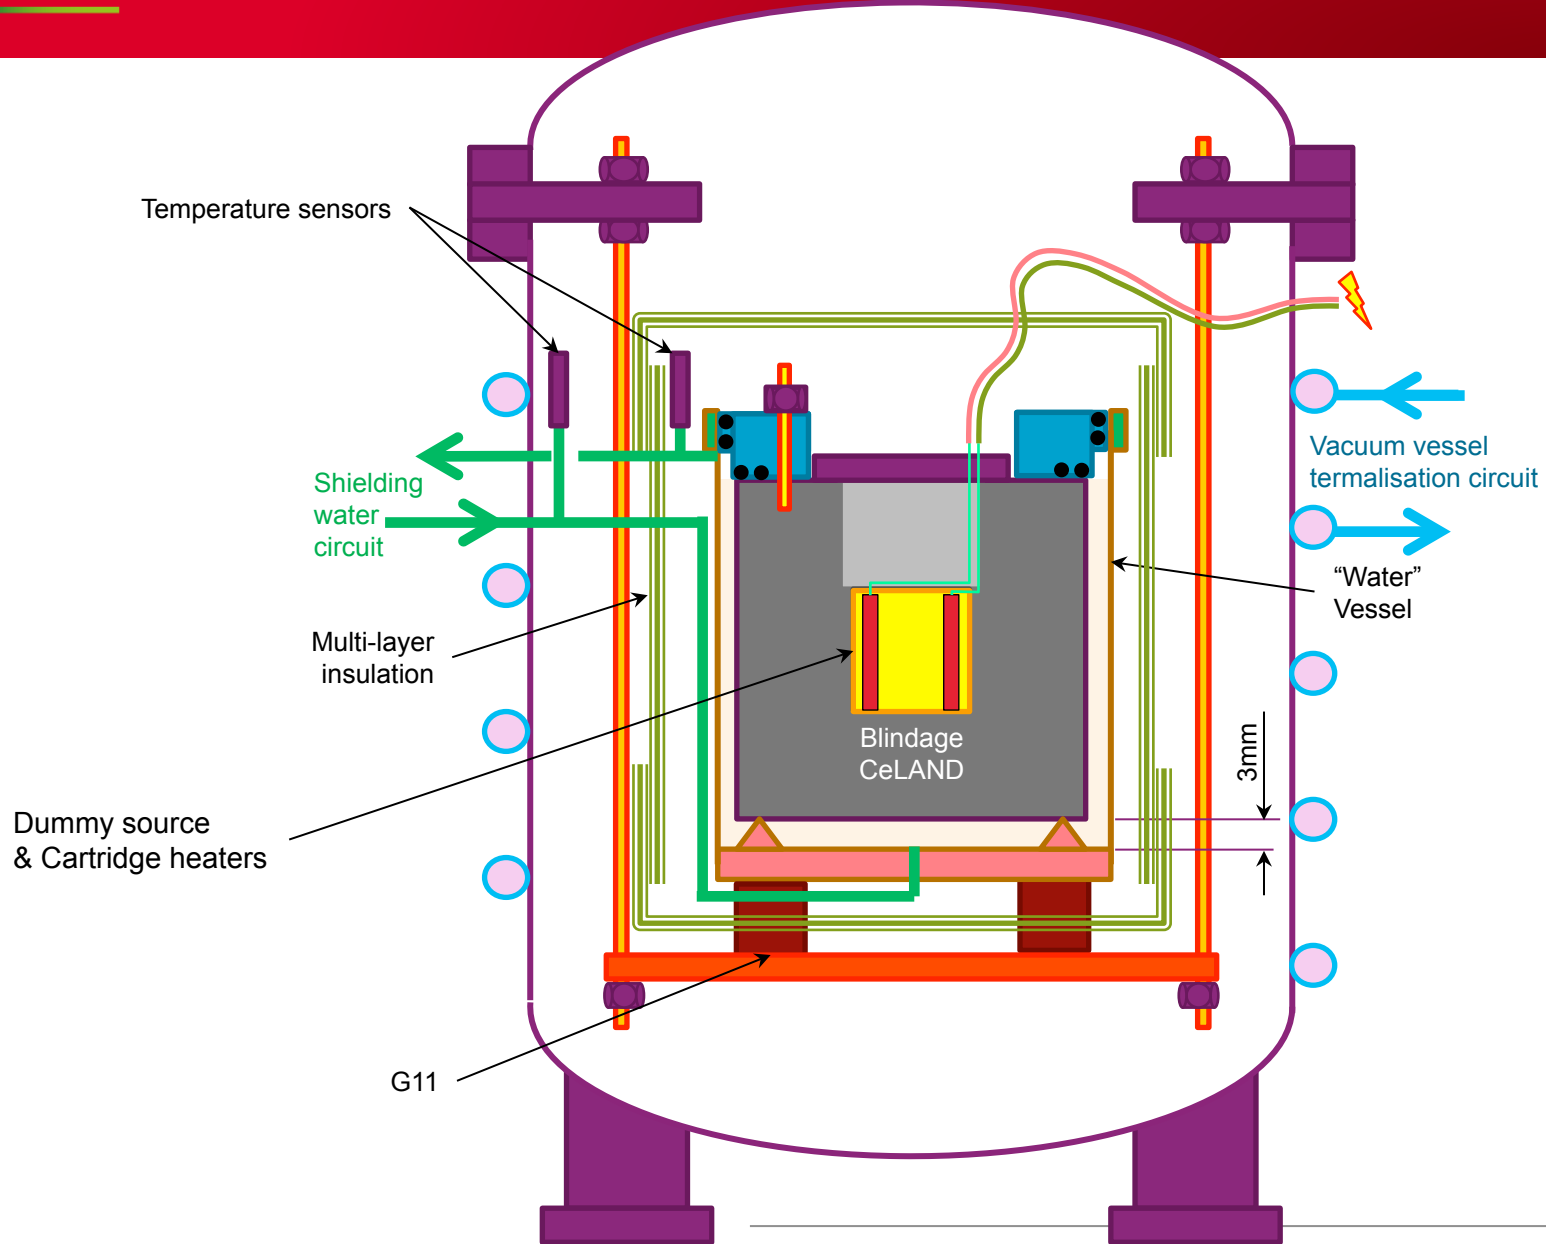 Temperature sensors
Shielding
water
circuit
Vacuum vessel
termalisation circuit
“Water”
Vessel
Multi-layer
insulation
Blindage
CeLAND
3mm
Dummy source
& Cartridge heaters
G11